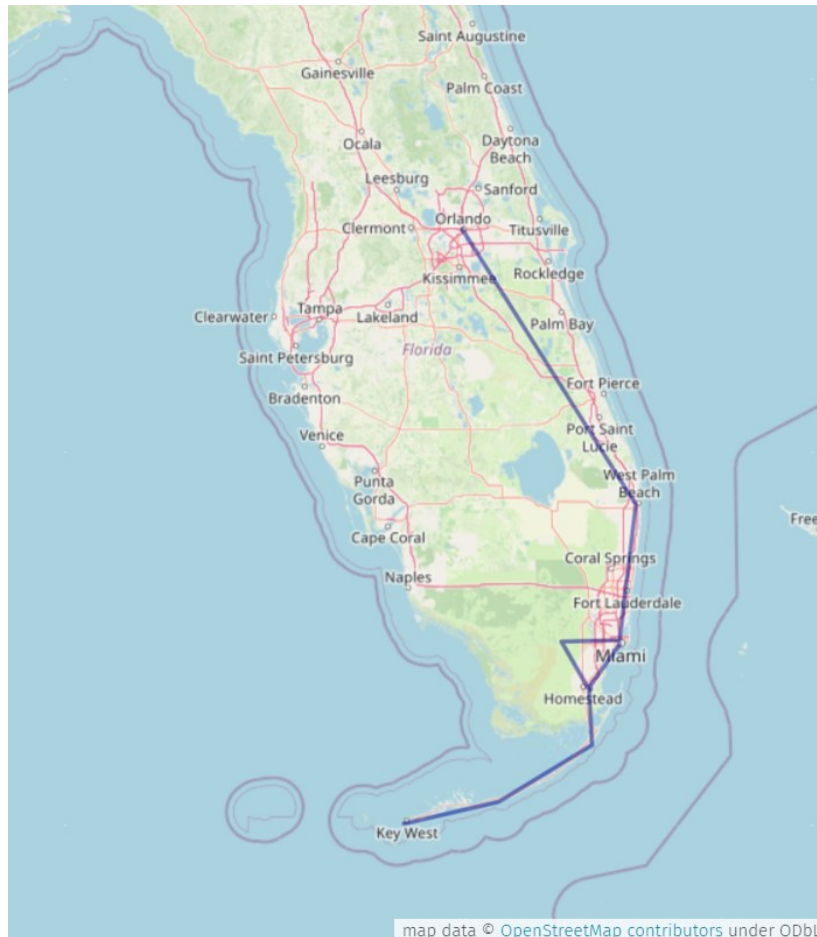 Saint Augustine
Gainesville
Palm Coast
Ocala
Daytona
Beach
Leesburg
Sanford
Orlando
Clermont
Titusville
Kissimmee
Rockledge
Tampa
Clearwater
Lakeland
Palm Bay
Florida
Saint Petersburg
Fort Pierce
Bradenton
Venice
Port Saint
Lucie
Punta
Gorda
West Palm
Beach
Free
Cape Coral
Coral Springs
Naples
Fort Lauderdale
Miami
Homestead
Key West
map data © OpenStreetMap contributors under ODbL